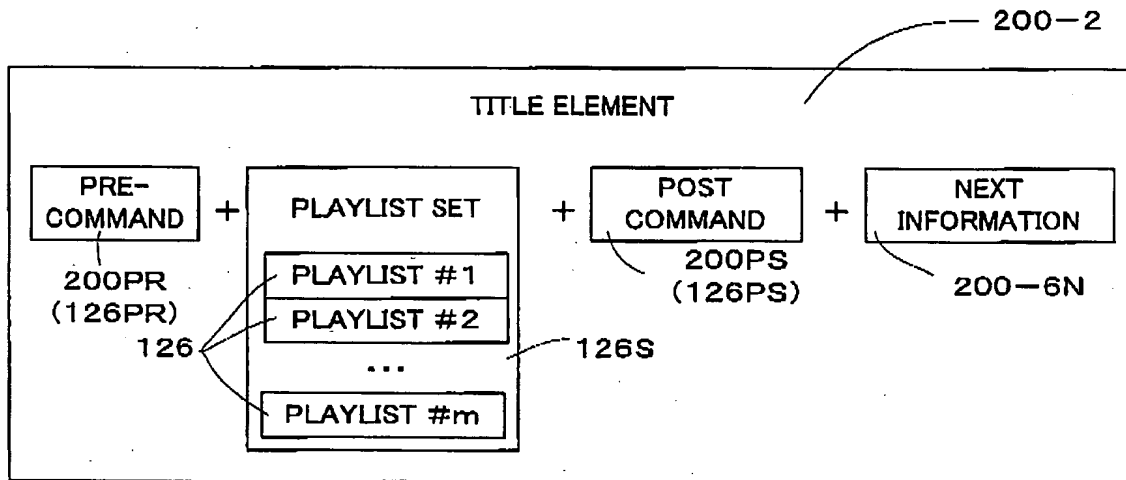 200-2
TITLE ELEMENT
PRE-
COMMAND
+
PLAYLIST SET
+
POST
COMMAND
+
NEXT
INFORMATION
PLAYLIST #1
PLAYLIST #2
...
PLAYLIST #m
200PR
(126PR)
126
126S
200PS
(126PS)
200-6N